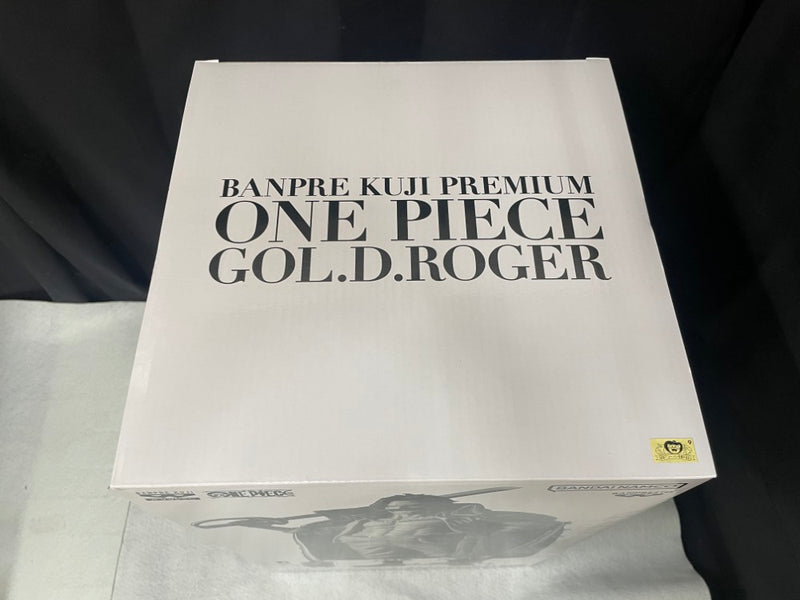 BANPRE KUJI PREMIUM
ONE PIECE
GOL.D.ROGER
ONE PIECE
BANDAI NAMCO